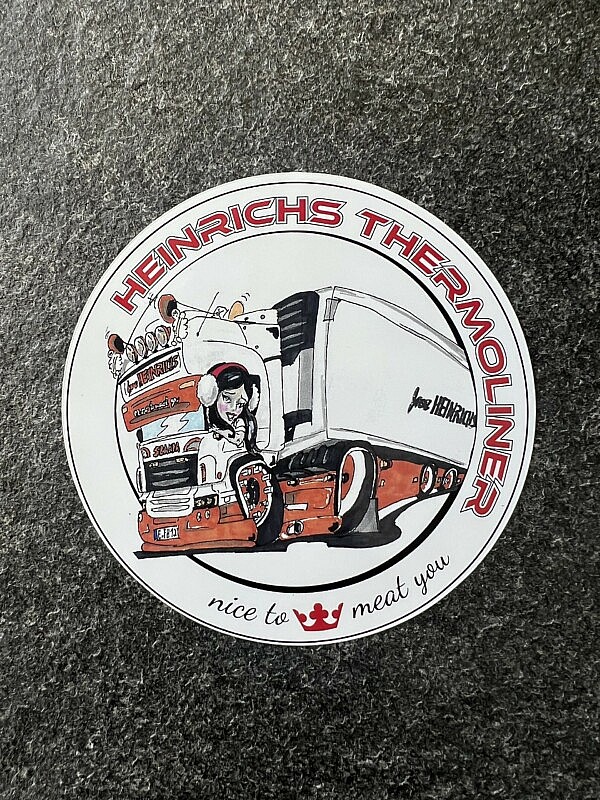 HEINRICHS THERMOLINER
HEINRICHS
SCANIA
HEINRICHS
nice to meat you